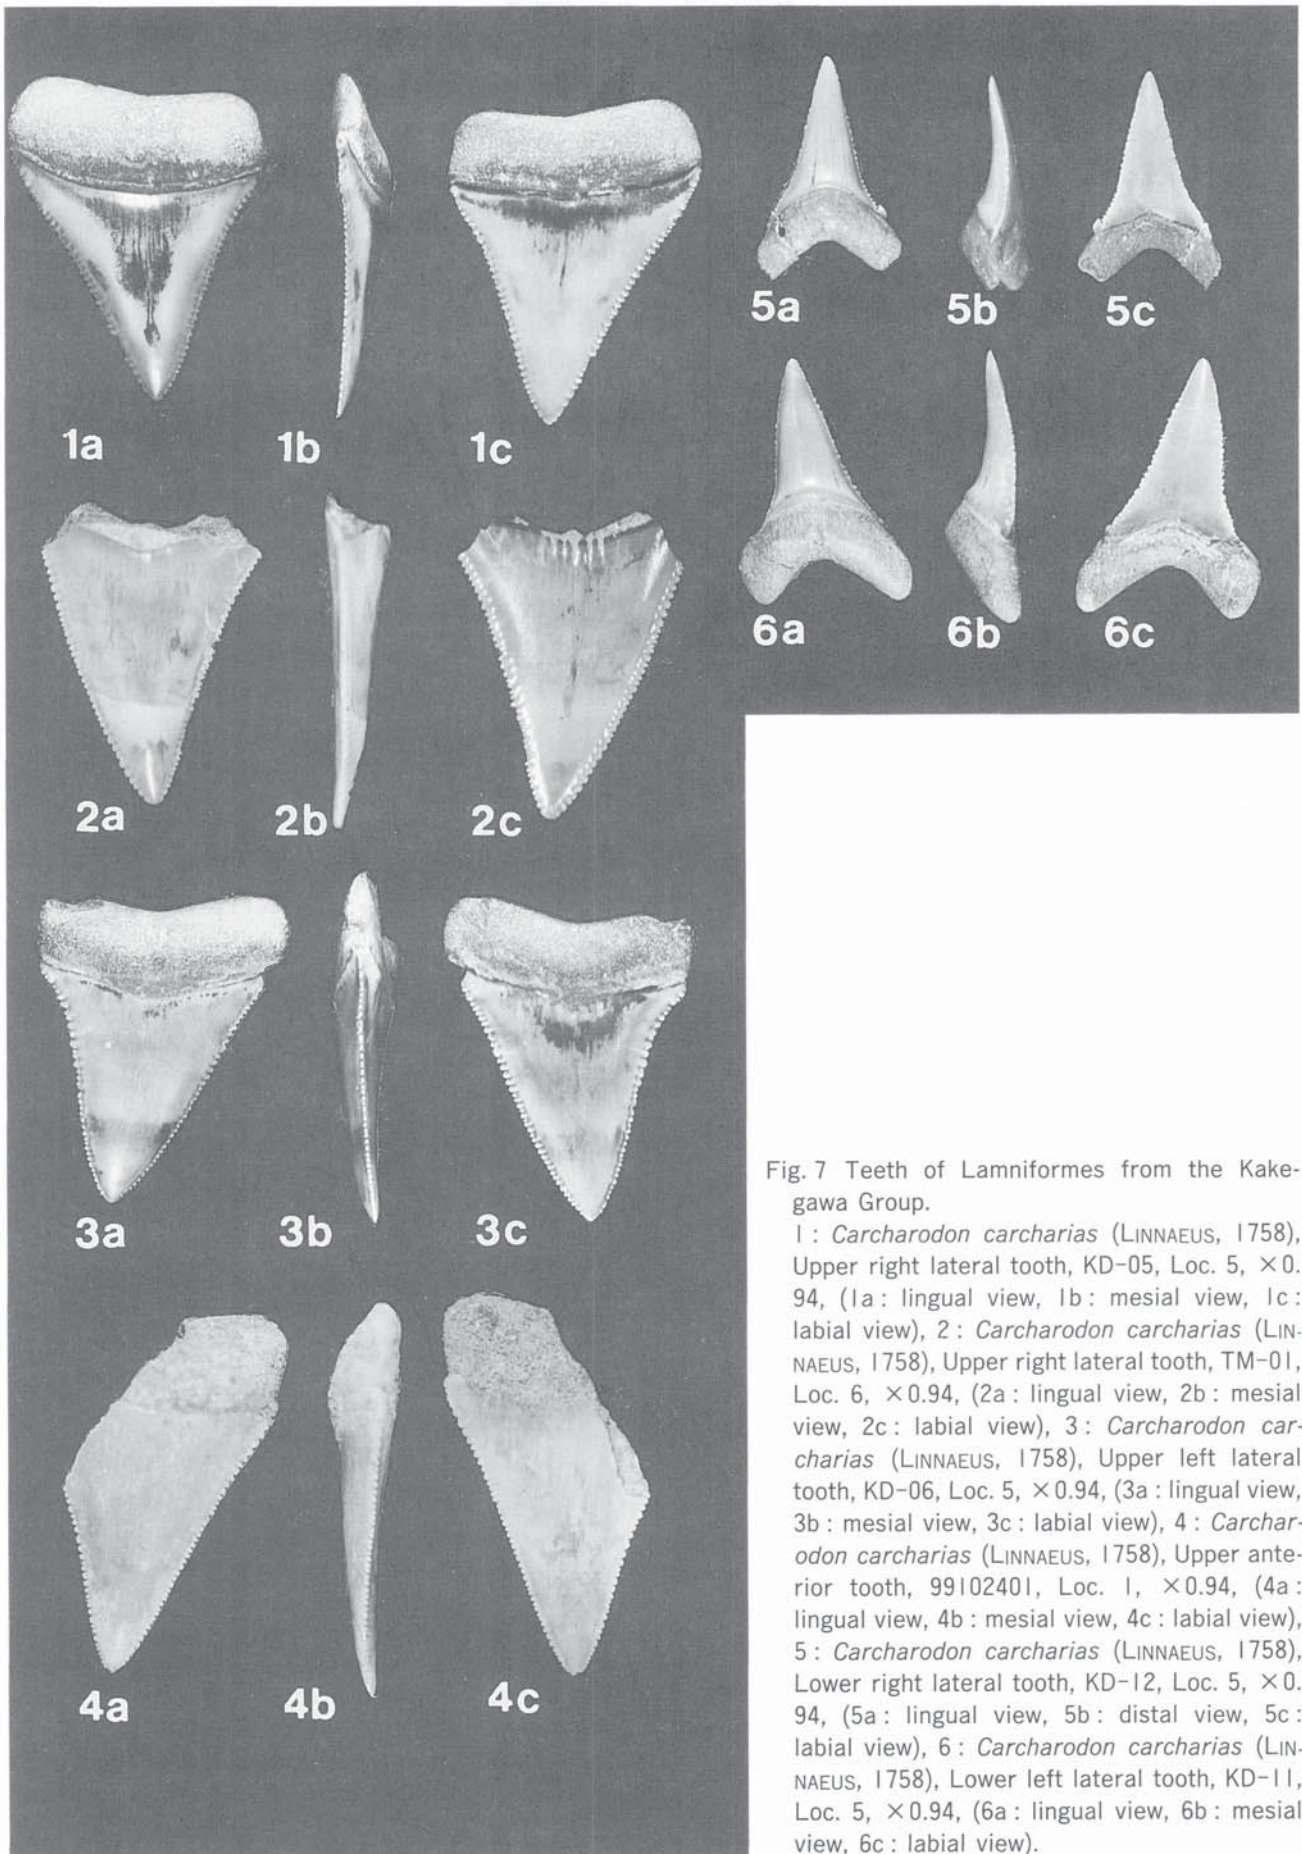 5a 5b 5c
1a 1b 1c
6a 6b 6c
2a 2b 2c
3a 3b 3c
4a 4b 4c
Fig. 7 Teeth of Lamniformes from the Kake-
gawa Group.
1 : Carcharodon carcharias (LINNAEUS, 1758),
Upper right lateral tooth, KD-05, Loc. 5, ×0.
94, (1a : lingual view, 1b : mesial view, 1c :
labial view), 2 : Carcharodon carcharias (LIN-
NAEUS, 1758), Upper right lateral tooth, TM-01,
Loc. 6, ×0.94, (2a : lingual view, 2b : mesial
view, 2c : labial view), 3 : Carcharodon car-
charias (LINNAEUS, 1758), Upper left lateral
tooth, KD-06, Loc. 5, ×0.94, (3a : lingual view,
3b : mesial view, 3c : labial view), 4 : Carchar-
odon carcharias (LINNAEUS, 1758), Upper ante-
rior tooth, 99102401, Loc. 1, ×0.94, (4a :
lingual view, 4b : mesial view, 4c : labial view),
5 : Carcharodon carcharias (LINNAEUS, 1758),
Lower right lateral tooth, KD-12, Loc. 5, ×0.
94, (5a : lingual view, 5b : distal view, 5c :
labial view), 6 : Carcharodon carcharias (LIN-
NAEUS, 1758), Lower left lateral tooth, KD-11,
Loc. 5, ×0.94, (6a : lingual view, 6b : mesial
view, 6c : labial view).